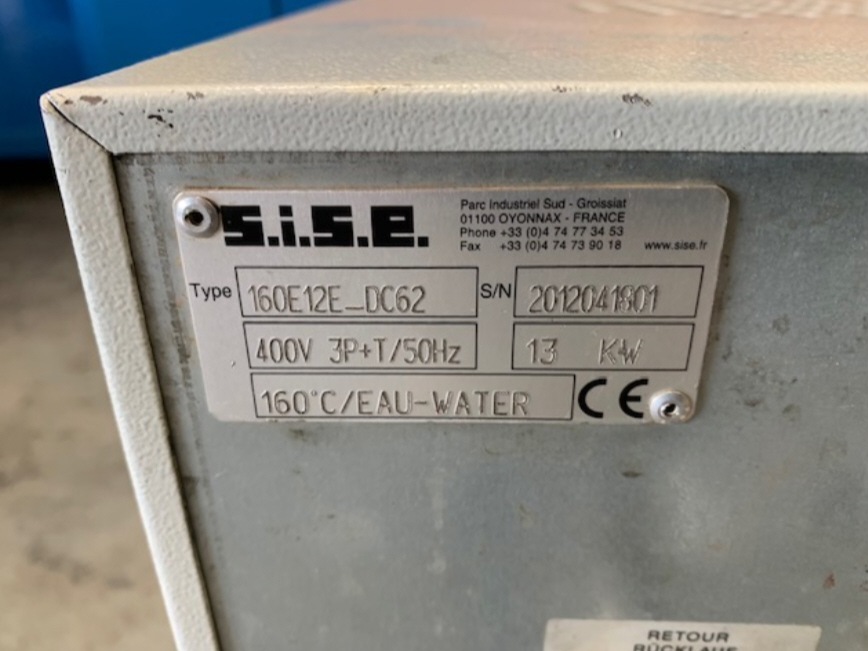 s.i.s.e.
Parc Industriel Sud - Groissiat
01100 OYONNAX - FRANCE
Phone +33 (0)4 74 77 34 53
Fax +33 (0)4 74 73 90 18 www.sise.fr
Type 160E12E_DC62 S/N 2012041801
400V 3P+T/50Hz 13 KW
160°C/EAU-WATER CE
RETOUR
RÜCKLAUF